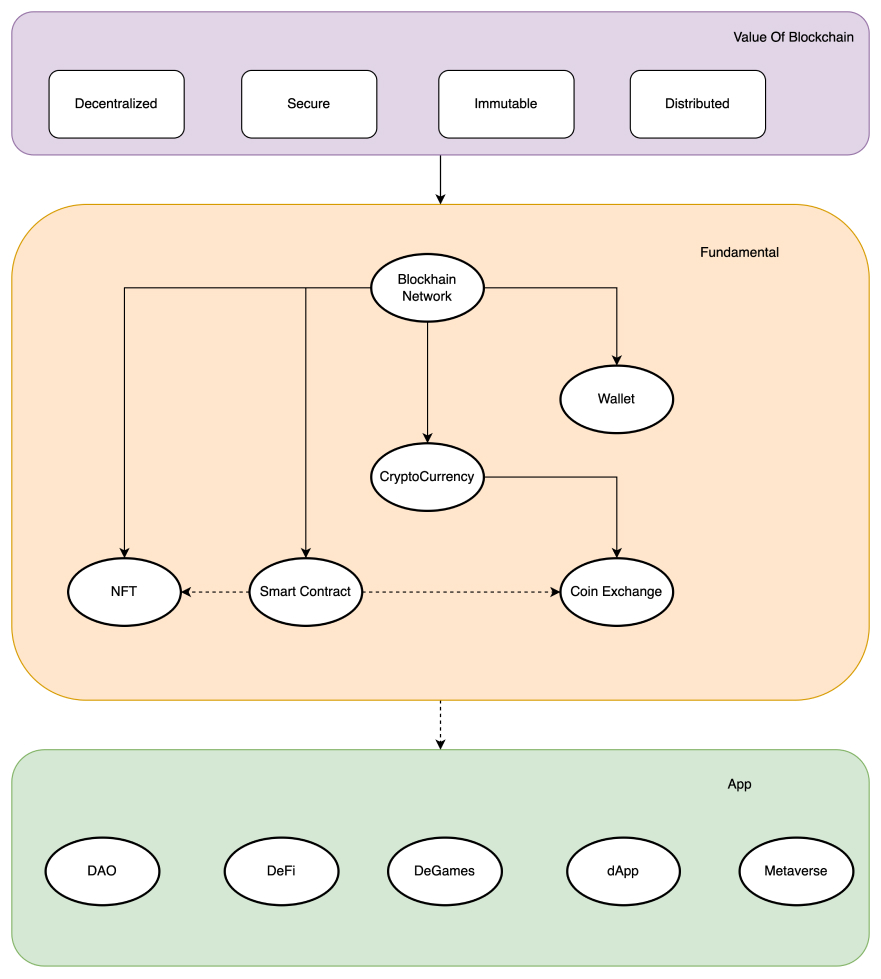 Value Of Blockchain
Decentralized
Secure
Immutable
Distributed
Fundamental
Blockhain
Network
Wallet
CryptoCurrency
NFT
Smart Contract
Coin Exchange
App
DAO
DeFi
DeGames
dApp
Metaverse